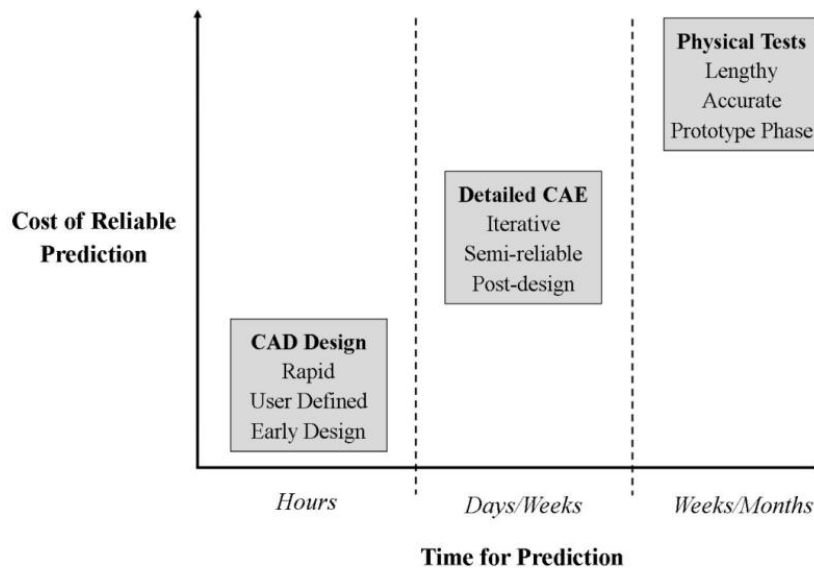 Physical Tests
Lengthy
Accurate
Prototype Phase
Detailed CAE
Iterative
Semi-reliable
Post-design
Cost of Reliable
Prediction
CAD Design
Rapid
User Defined
Early Design
Hours
Days/Weeks
Weeks/Months
Time for Prediction